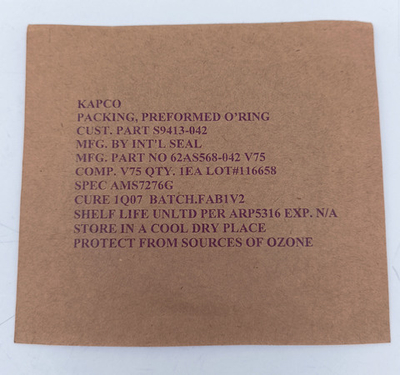 KAPCO
PACKING, PREFORMED O'RING
CUST. PART S9413-042
MFG. BY INT'L SEAL
MFG. PART NO 62AS568-042 V75
COMP. V75 QTY. 1EA LOT#116658
SPEC AMS7276G
CURE 1Q07 BATCH.FAB1V2
SHELF LIFE UNLTD PER ARP5316 EXP. N/A
STORE IN A COOL DRY PLACE
PROTECT FROM SOURCES OF OZONE